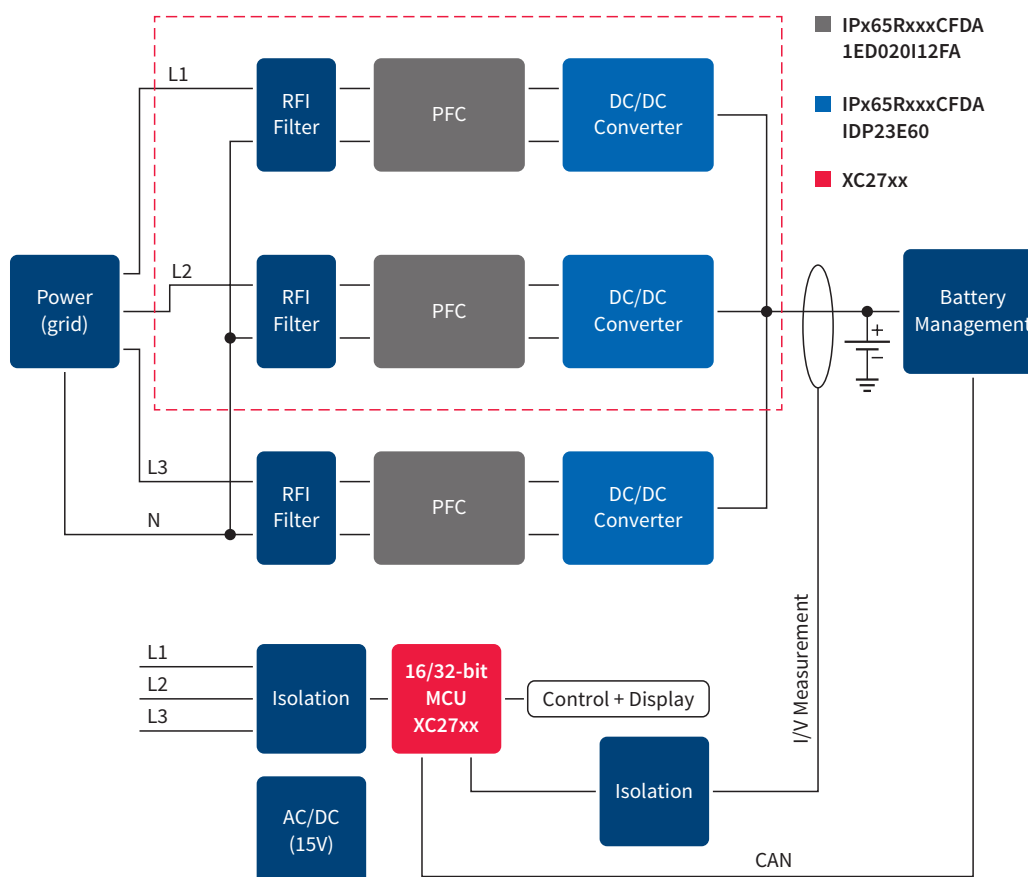 IPx65RxxxCFDA
1ED020I12FA
IPx65RxxxCFDA
IDP23E60
XC27xx
L1
RFI
Filter
PFC
DC/DC
Converter
Power
(grid)
L2
RFI
Filter
PFC
DC/DC
Converter
+
−
Battery
Management
L3
N
RFI
Filter
PFC
DC/DC
Converter
I/V Measurement
L1
L2
L3
Isolation
16/32-bit
MCU
XC27xx
Control + Display
Isolation
AC/DC
(15V)
CAN